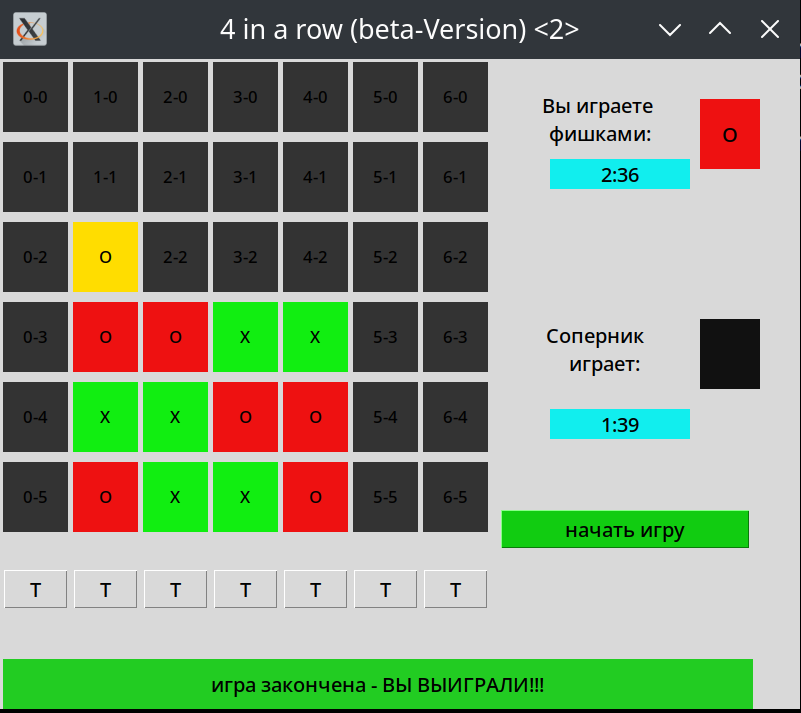 4 in a row (beta-Version) <2>
0-0 1-0 2-0 3-0 4-0 5-0 6-0
0-1 1-1 2-1 3-1 4-1 5-1 6-1
0-2 O 2-2 3-2 4-2 5-2 6-2
0-3 O O X X 5-3 6-3
0-4 X X O O 5-4 6-4
0-5 O X X O 5-5 6-5
T T T T T T T
Вы играете
фишками:
O
2:36
Соперник
играет:
1:39
начать игру
игра закончена - ВЫ ВЫИГРАЛИ!!!